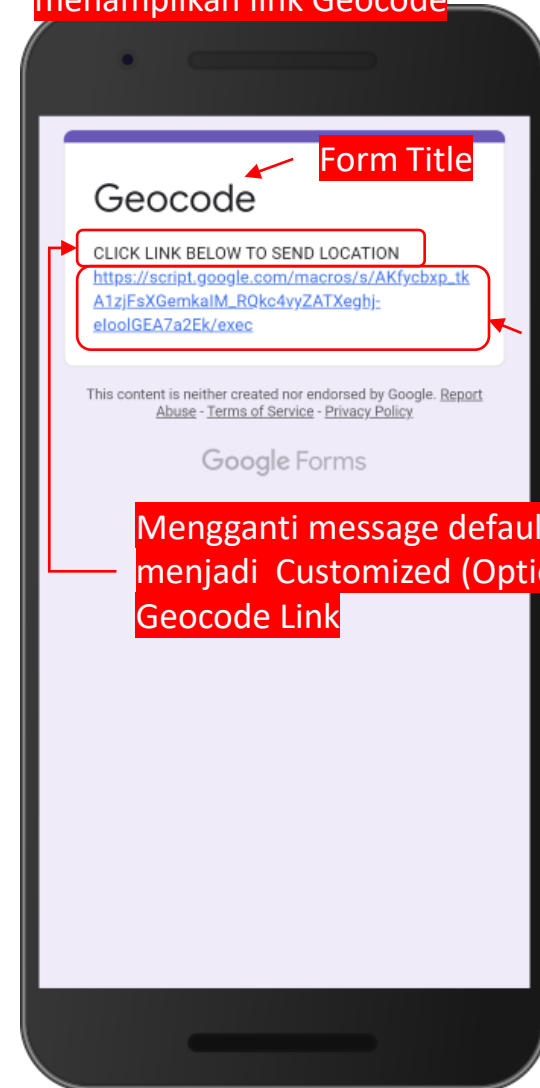 menampilkan link Geocode
Form Title
Geocode
CLICK LINK BELOW TO SEND LOCATION
https://script.google.com/macros/s/AKfycbxp_tk
A1zjFsXGemkaIM_RQkc4vyZATXeghj-
eloolGEA7a2Ek/exec
This content is neither created nor endorsed by Google. Report
Abuse - Terms of Service - Privacy Policy
Google Forms
Mengganti message defaul
menjadi Customized (Opti
Geocode Link